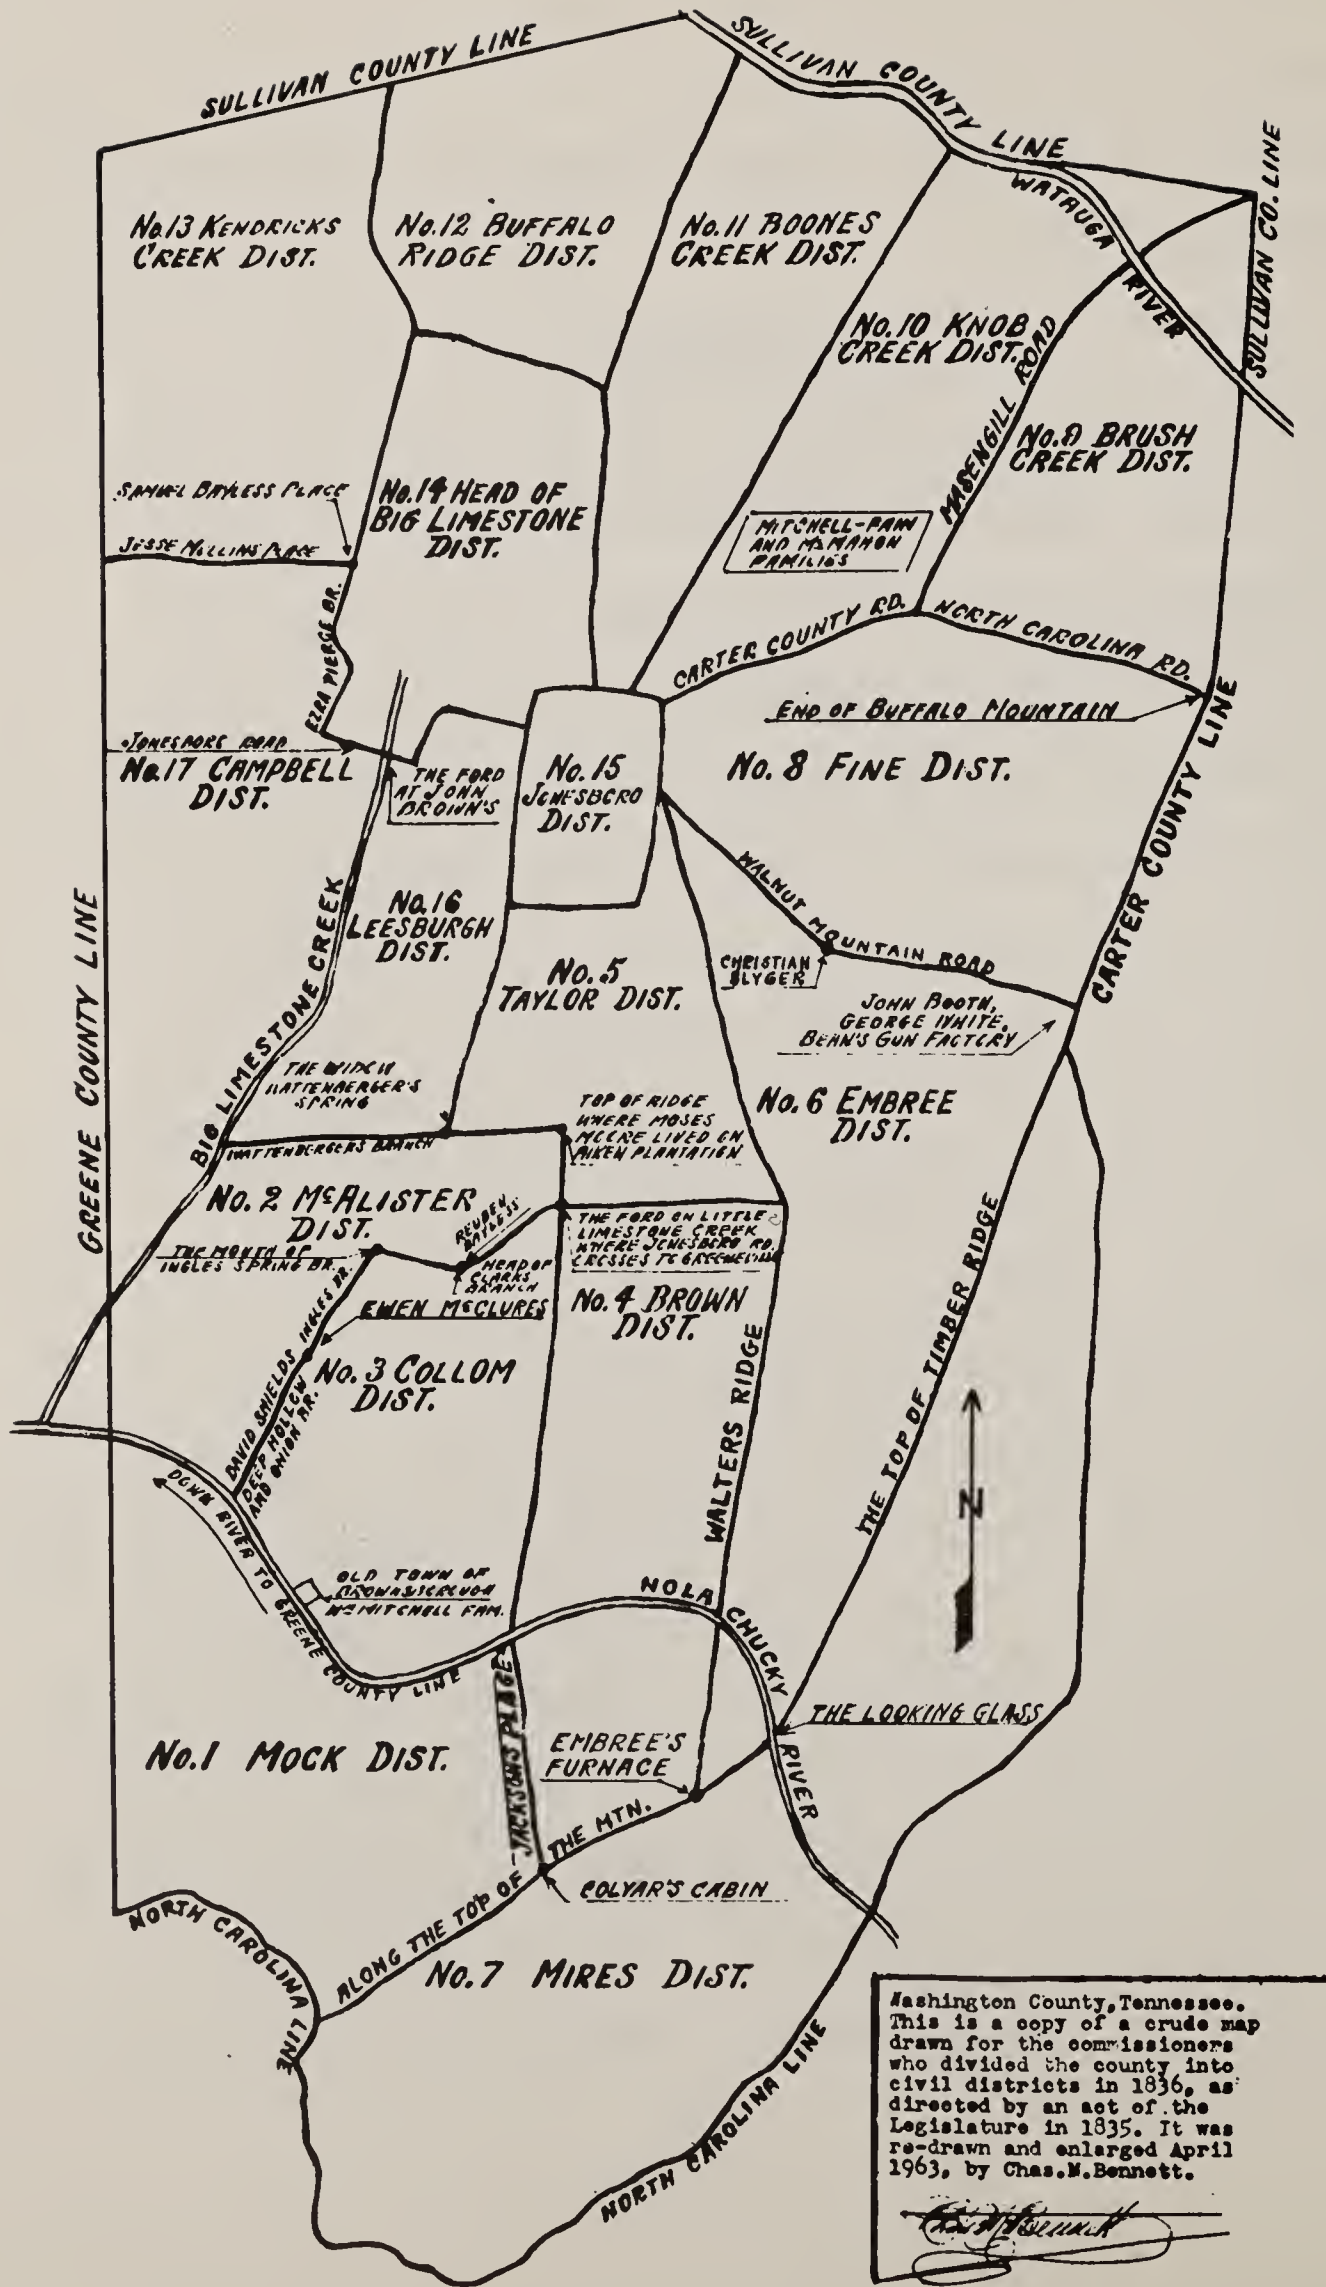 SULLIVAN COUNTY LINE
SULLIVAN COUNTY LINE
WATAUGA RIVER
SULLIVAN CO. LINE
No.13 KENDRICKS
CREEK DIST.
No.12 BUFFALO
RIDGE DIST.
No.11 BOONES
CREEK DIST.
No.10 KNOB
CREEK DIST.
MASENGILL ROAD
No.9 BRUSH
CREEK DIST.
SAMUEL BAYLESS PLACE
JESSE MULLINS PLACE
No.14 HEAD OF
BIG LIMESTONE
DIST.
MITCHELL-
AND McMAHON
FAMILIES
EZRA PIERCE BR.
CARTER COUNTY RD.
NORTH CAROLINA RD.
END OF BUFFALO MOUNTAIN
JONESBORO ROAD
No.17 CAMPBELL
DIST.
THE FORD
AT JOHN
BROWN'S
No.15
JONESBORO
DIST.
No. 8 FINE DIST.
CARTER COUNTY LINE
GREENE COUNTY LINE
BIG LIMESTONE CREEK
No.16
LEESBURGH
DIST.
WALNUT MOUNTAIN ROAD
CHRISTIAN
SLYGER
No.5
TAYLOR DIST.
JOHN BOOTH,
GEORGE WHITE,
BEAN'S GUN FACTORY
THE WIDOW
WATTENBERGER'S
SPRING
WATTENBERGERS BRANCH
TOP OF RIDGE
WHERE MOSES
MOORE LIVED ON
AIKEN PLANTATION
No.6 EMBREE
DIST.
No.2 McALISTER
DIST.
REUBEN
BAYLESS
THE MOUTH OF
INGLES SPRING BR.
HEAD OF
CLARKS
BRANCH
THE FORD ON LITTLE
LIMESTONE CREEK
WHERE JONESBORO RD.
CROSSES TO
EWEN McCLURES
INGLES BR.
No.4 BROWN
DIST.
No.3 COLLOM
DIST.
DAVID SHIELDS
DEEP HOLLOW
AND ONION BR.
WALTERS RIDGE
THE TOP OF TIMBER RIDGE
N
DOWN RIVER TO GREENE COUNTY LINE
OLD TOWN OF
BROWNSBOROUGH
Wm MITCHELL FAM.
NOLA CHUCKY RIVER
JACKSONS PLACE
THE LOOKING GLASS
No.1 MOCK DIST.
EMBREE'S
FURNACE
COLYAR'S CABIN
ALONG THE TOP OF THE MTN.
NORTH CAROLINA LINE
No.7 MIRES DIST.
NORTH CAROLINA LINE
Washington County, Tennessee.
This is a copy of a crude map
drawn for the commissioners
who divided the county into
civil districts in 1836, as
directed by an act of the
Legislature in 1835. It was
re-drawn and enlarged April
1963, by Chas.M.Bennett.
Chas M Bennett